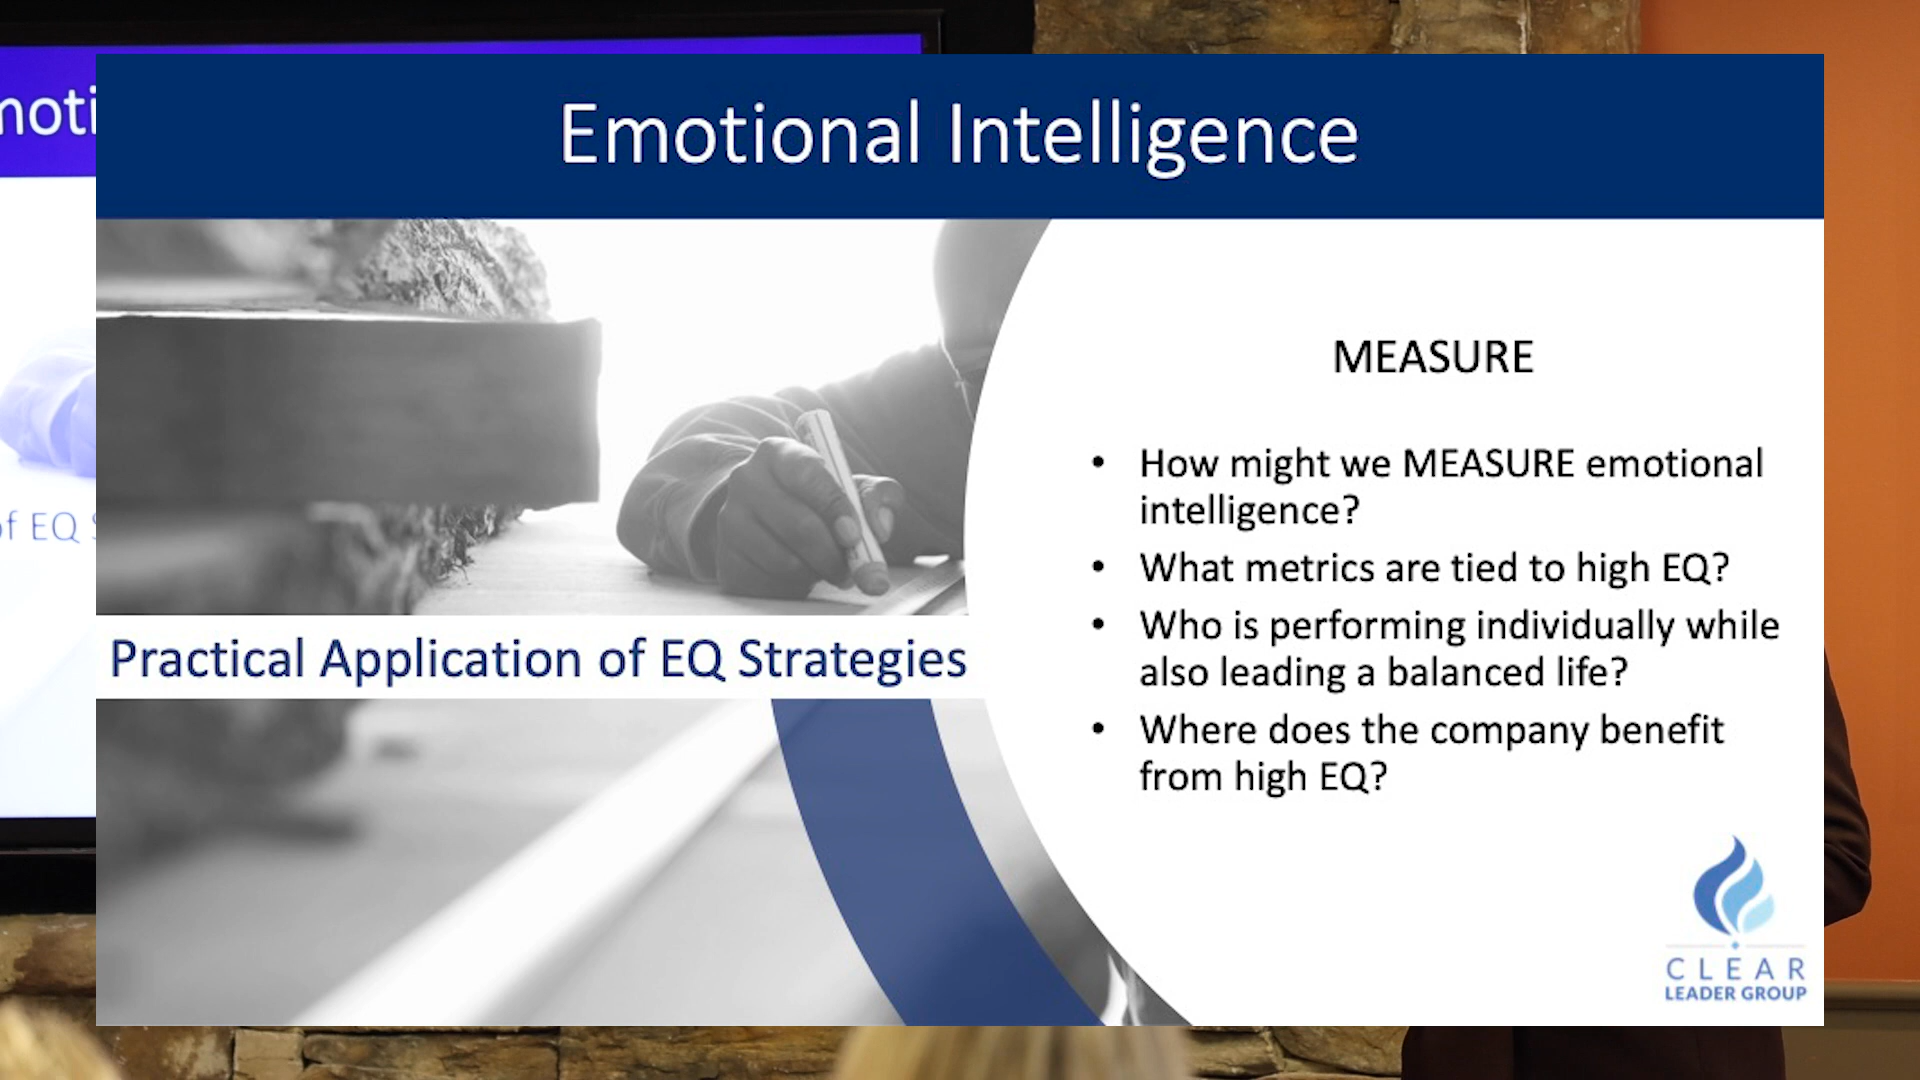 Emotional Intelligence
MEASURE
• How might we MEASURE emotional
intelligence?
• What metrics are tied to high EQ?
• Who is performing individually while
also leading a balanced life?
• Where does the company benefit
from high EQ?
Practical Application of EQ Strategies
CLEAR
LEADER GROUP
of EQ